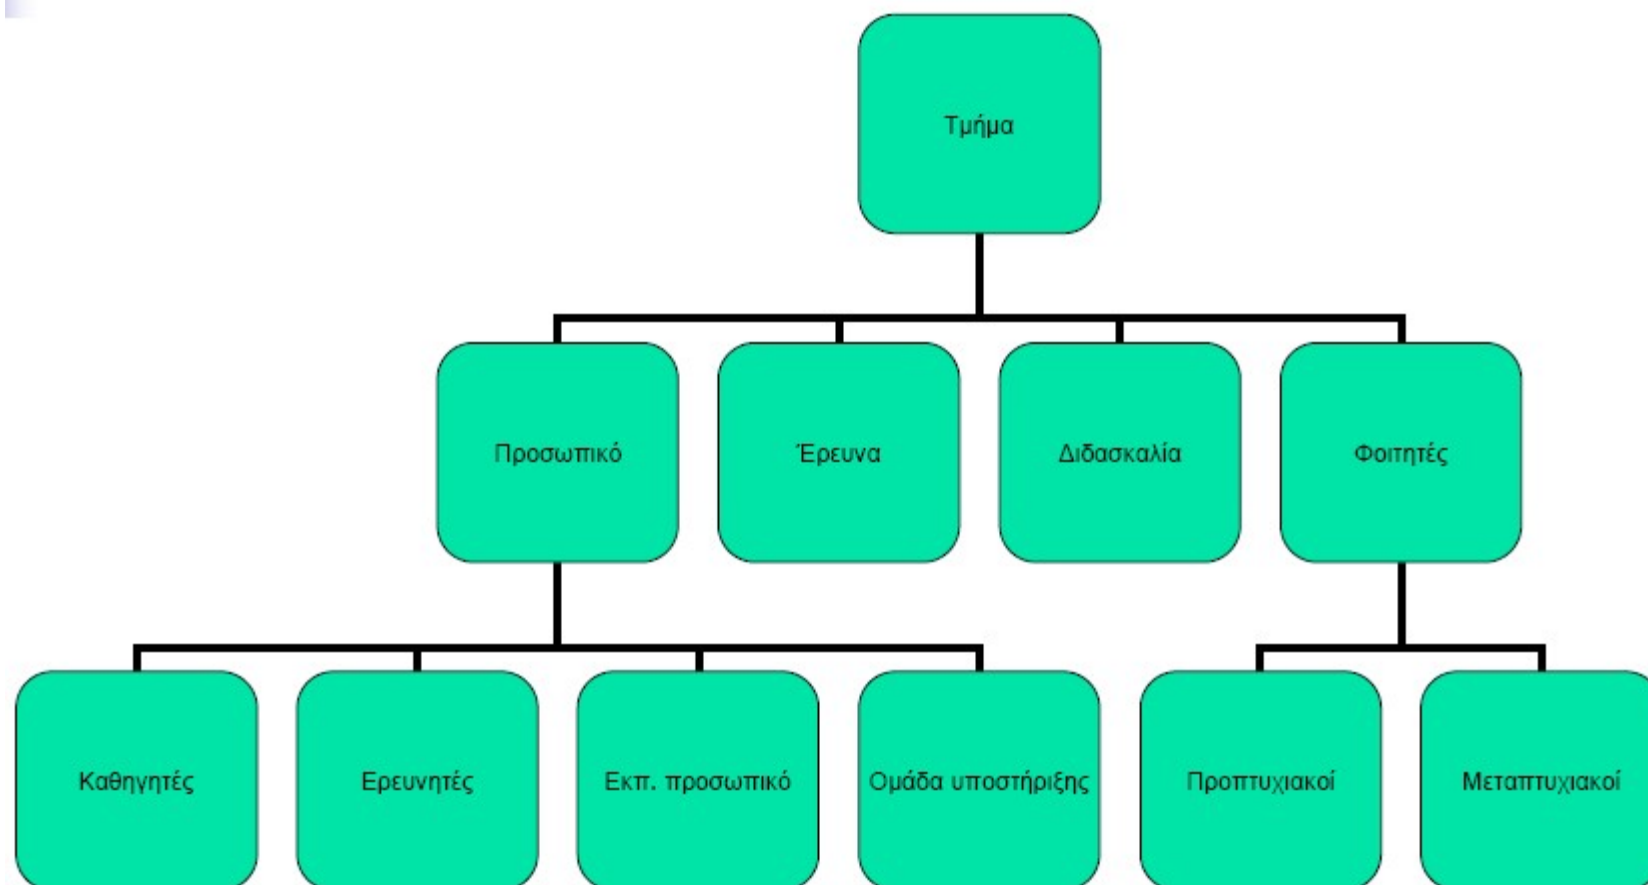 Τμήμα
Προσωπικό
Έρευνα
Διδασκαλία
Φοιτητές
Καθηγητές
Ερευνητές
Εκπ. προσωπικό
Ομάδα υποστήριξης
Προπτυχιακοί
Μεταπτυχιακοί